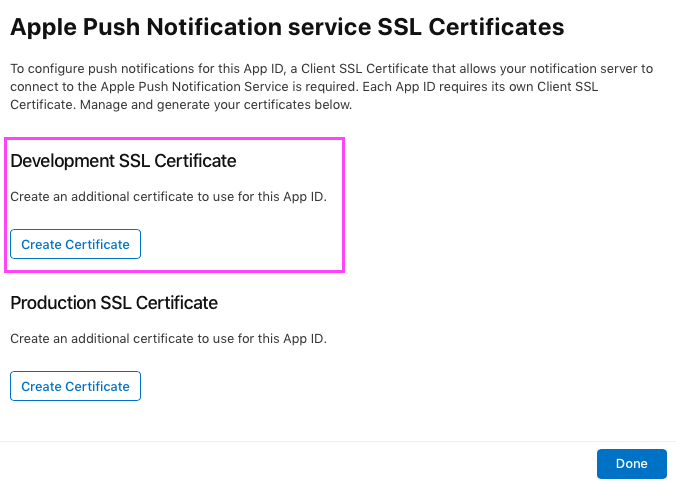 Apple Push Notification service SSL Certificates
To configure push notifications for this App ID, a Client SSL Certificate that allows your notification server to
connect to the Apple Push Notification Service is required. Each App ID requires its own Client SSL
Certificate. Manage and generate your certificates below.
Development SSL Certificate
Create an additional certificate to use for this App ID.
Create Certificate
Production SSL Certificate
Create an additional certificate to use for this App ID.
Create Certificate
Done